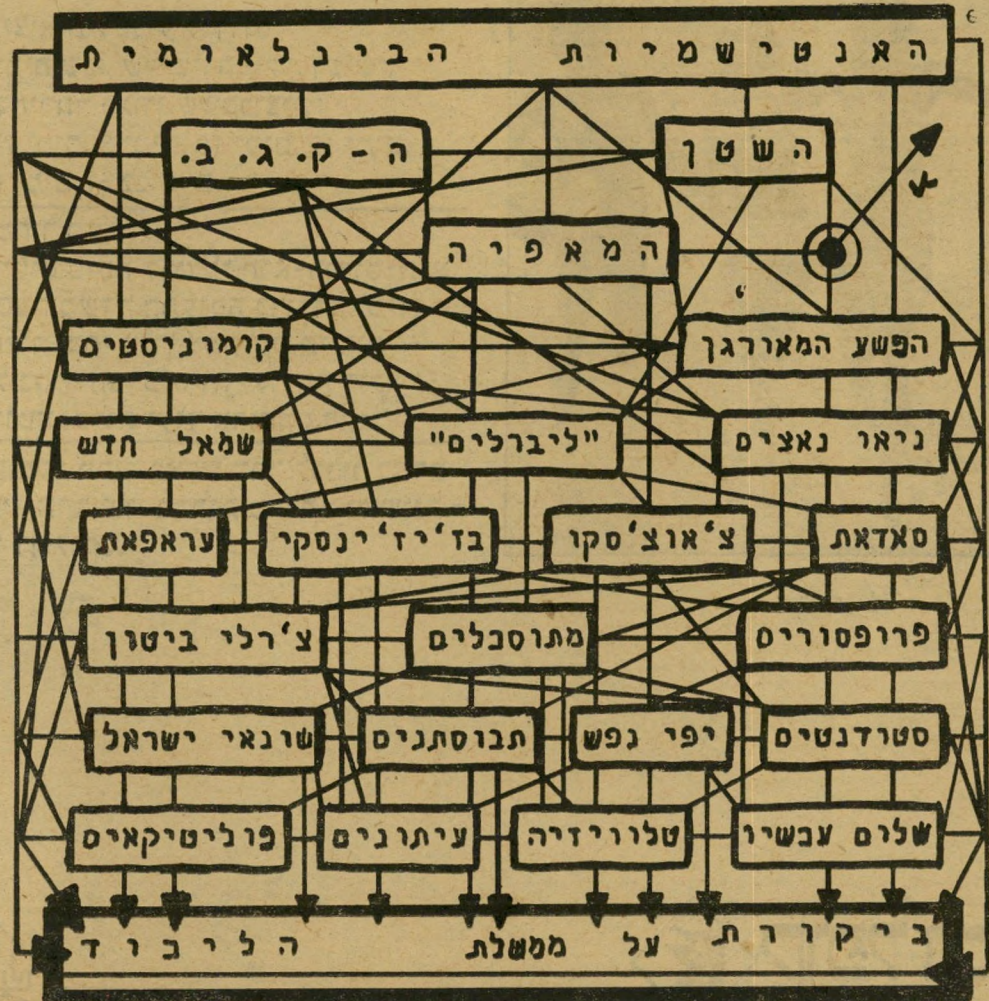 האנטישמיות הבינלאומית
השטן ה-ק.ג.ב.
המאפיה
הפשע המאורגן קומוניסטים
ניאו נאצים "ליברלים" שמאל חדש
סאדאת צ'אוצ'סקו בז'יז'ינסקי עראפאת
פרופסורים מתוסכלים צ'רלי ביטון
סטודנטים יפי נפש תבוסתנים שונאי ישראל
שלום עכשיו טלוויזיה עיתונים פוליטיקאים
ביקורת על ממשלת הליכוד